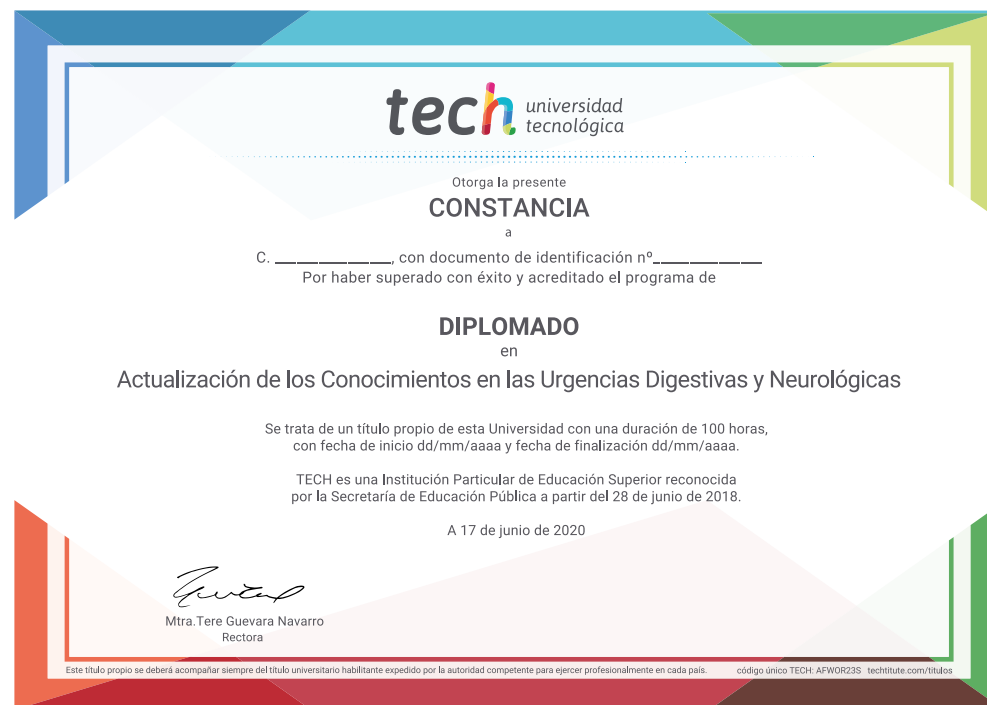 tech universidad
tecnológica
Otorga la presente
CONSTANCIA
a
C. ______________, con documento de identificación nº______________
Por haber superado con éxito y acreditado el programa de
DIPLOMADO
en
Actualización de los Conocimientos en las Urgencias Digestivas y Neurológicas
Se trata de un título propio de esta Universidad con una duración de 100 horas,
con fecha de inicio dd/mm/aaaa y fecha de finalización dd/mm/aaaa.
TECH es una Institución Particular de Educación Superior reconocida
por la Secretaría de Educación Pública a partir del 28 de junio de 2018.
A 17 de junio de 2020
Mtra.Tere Guevara Navarro
Rectora
Este título propio se deberá acompañar siempre del título universitario habilitante expedido por la autoridad competente para ejercer profesionalmente en cada país. código único TECH: AFWOR23S techtitute.com/titulos